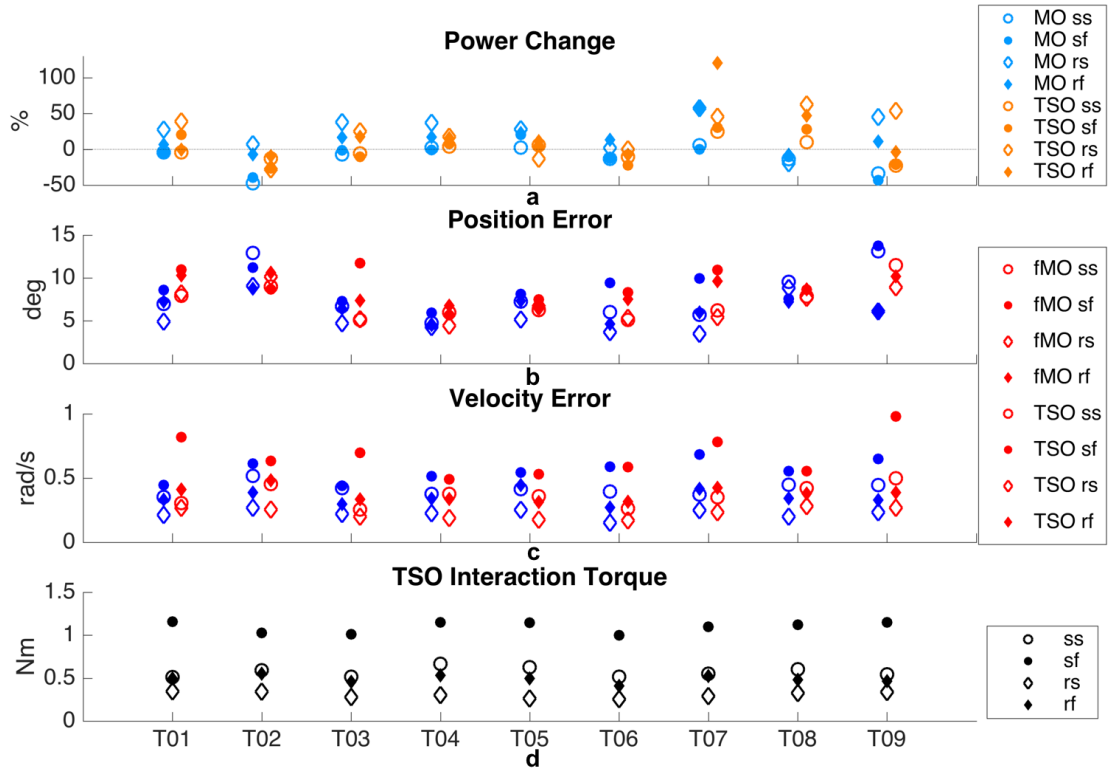 Power Change
100
50
0
-50
%
a
MO ss
MO sf
MO rs
MO rf
TSO ss
TSO sf
TSO rs
TSO rf
Position Error
15
10
5
0
deg
b
fMO ss
fMO sf
fMO rs
fMO rf
TSO ss
TSO sf
TSO rs
TSO rf
Velocity Error
1
0.5
0
rad/s
c
TSO Interaction Torque
1.5
1
0.5
0
Nm
ss
sf
rs
rf
T01 T02 T03 T04 T05 T06 T07 T08 T09
d